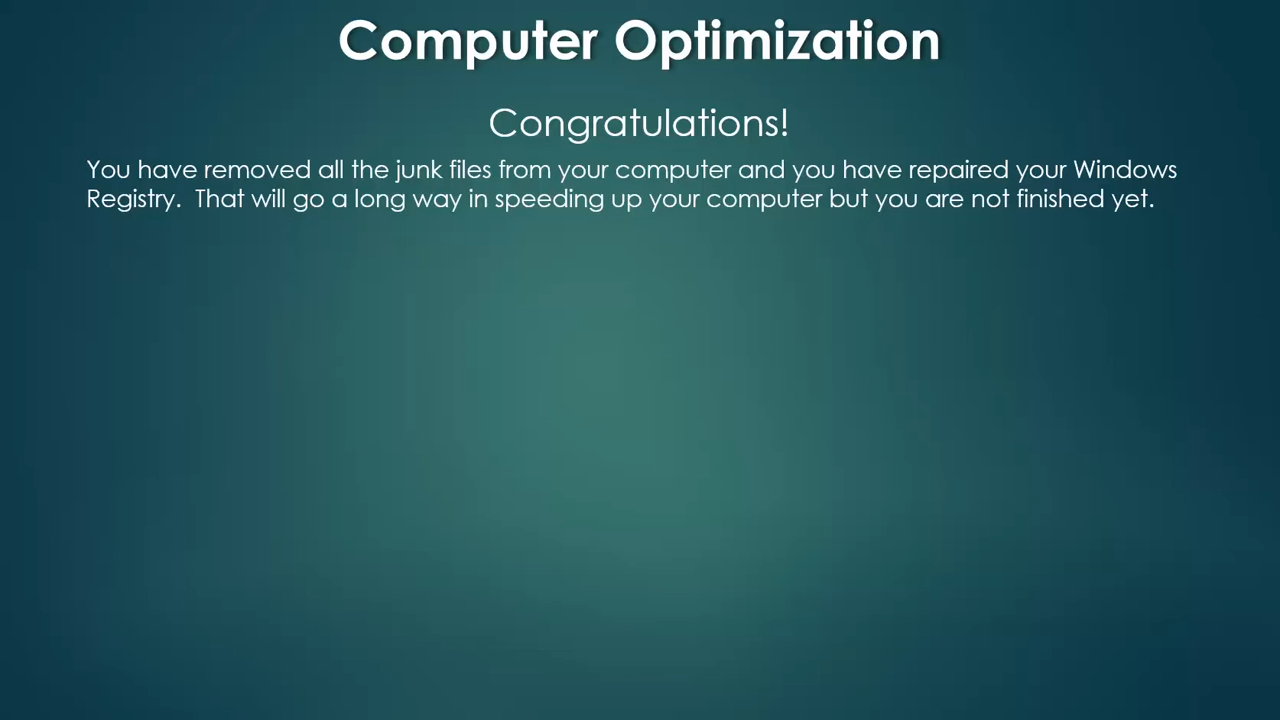 Computer Optimization
Congratulations!
You have removed all the junk files from your computer and you have repaired your Windows
Registry.  That will go a long way in speeding up your computer but you are not finished yet.